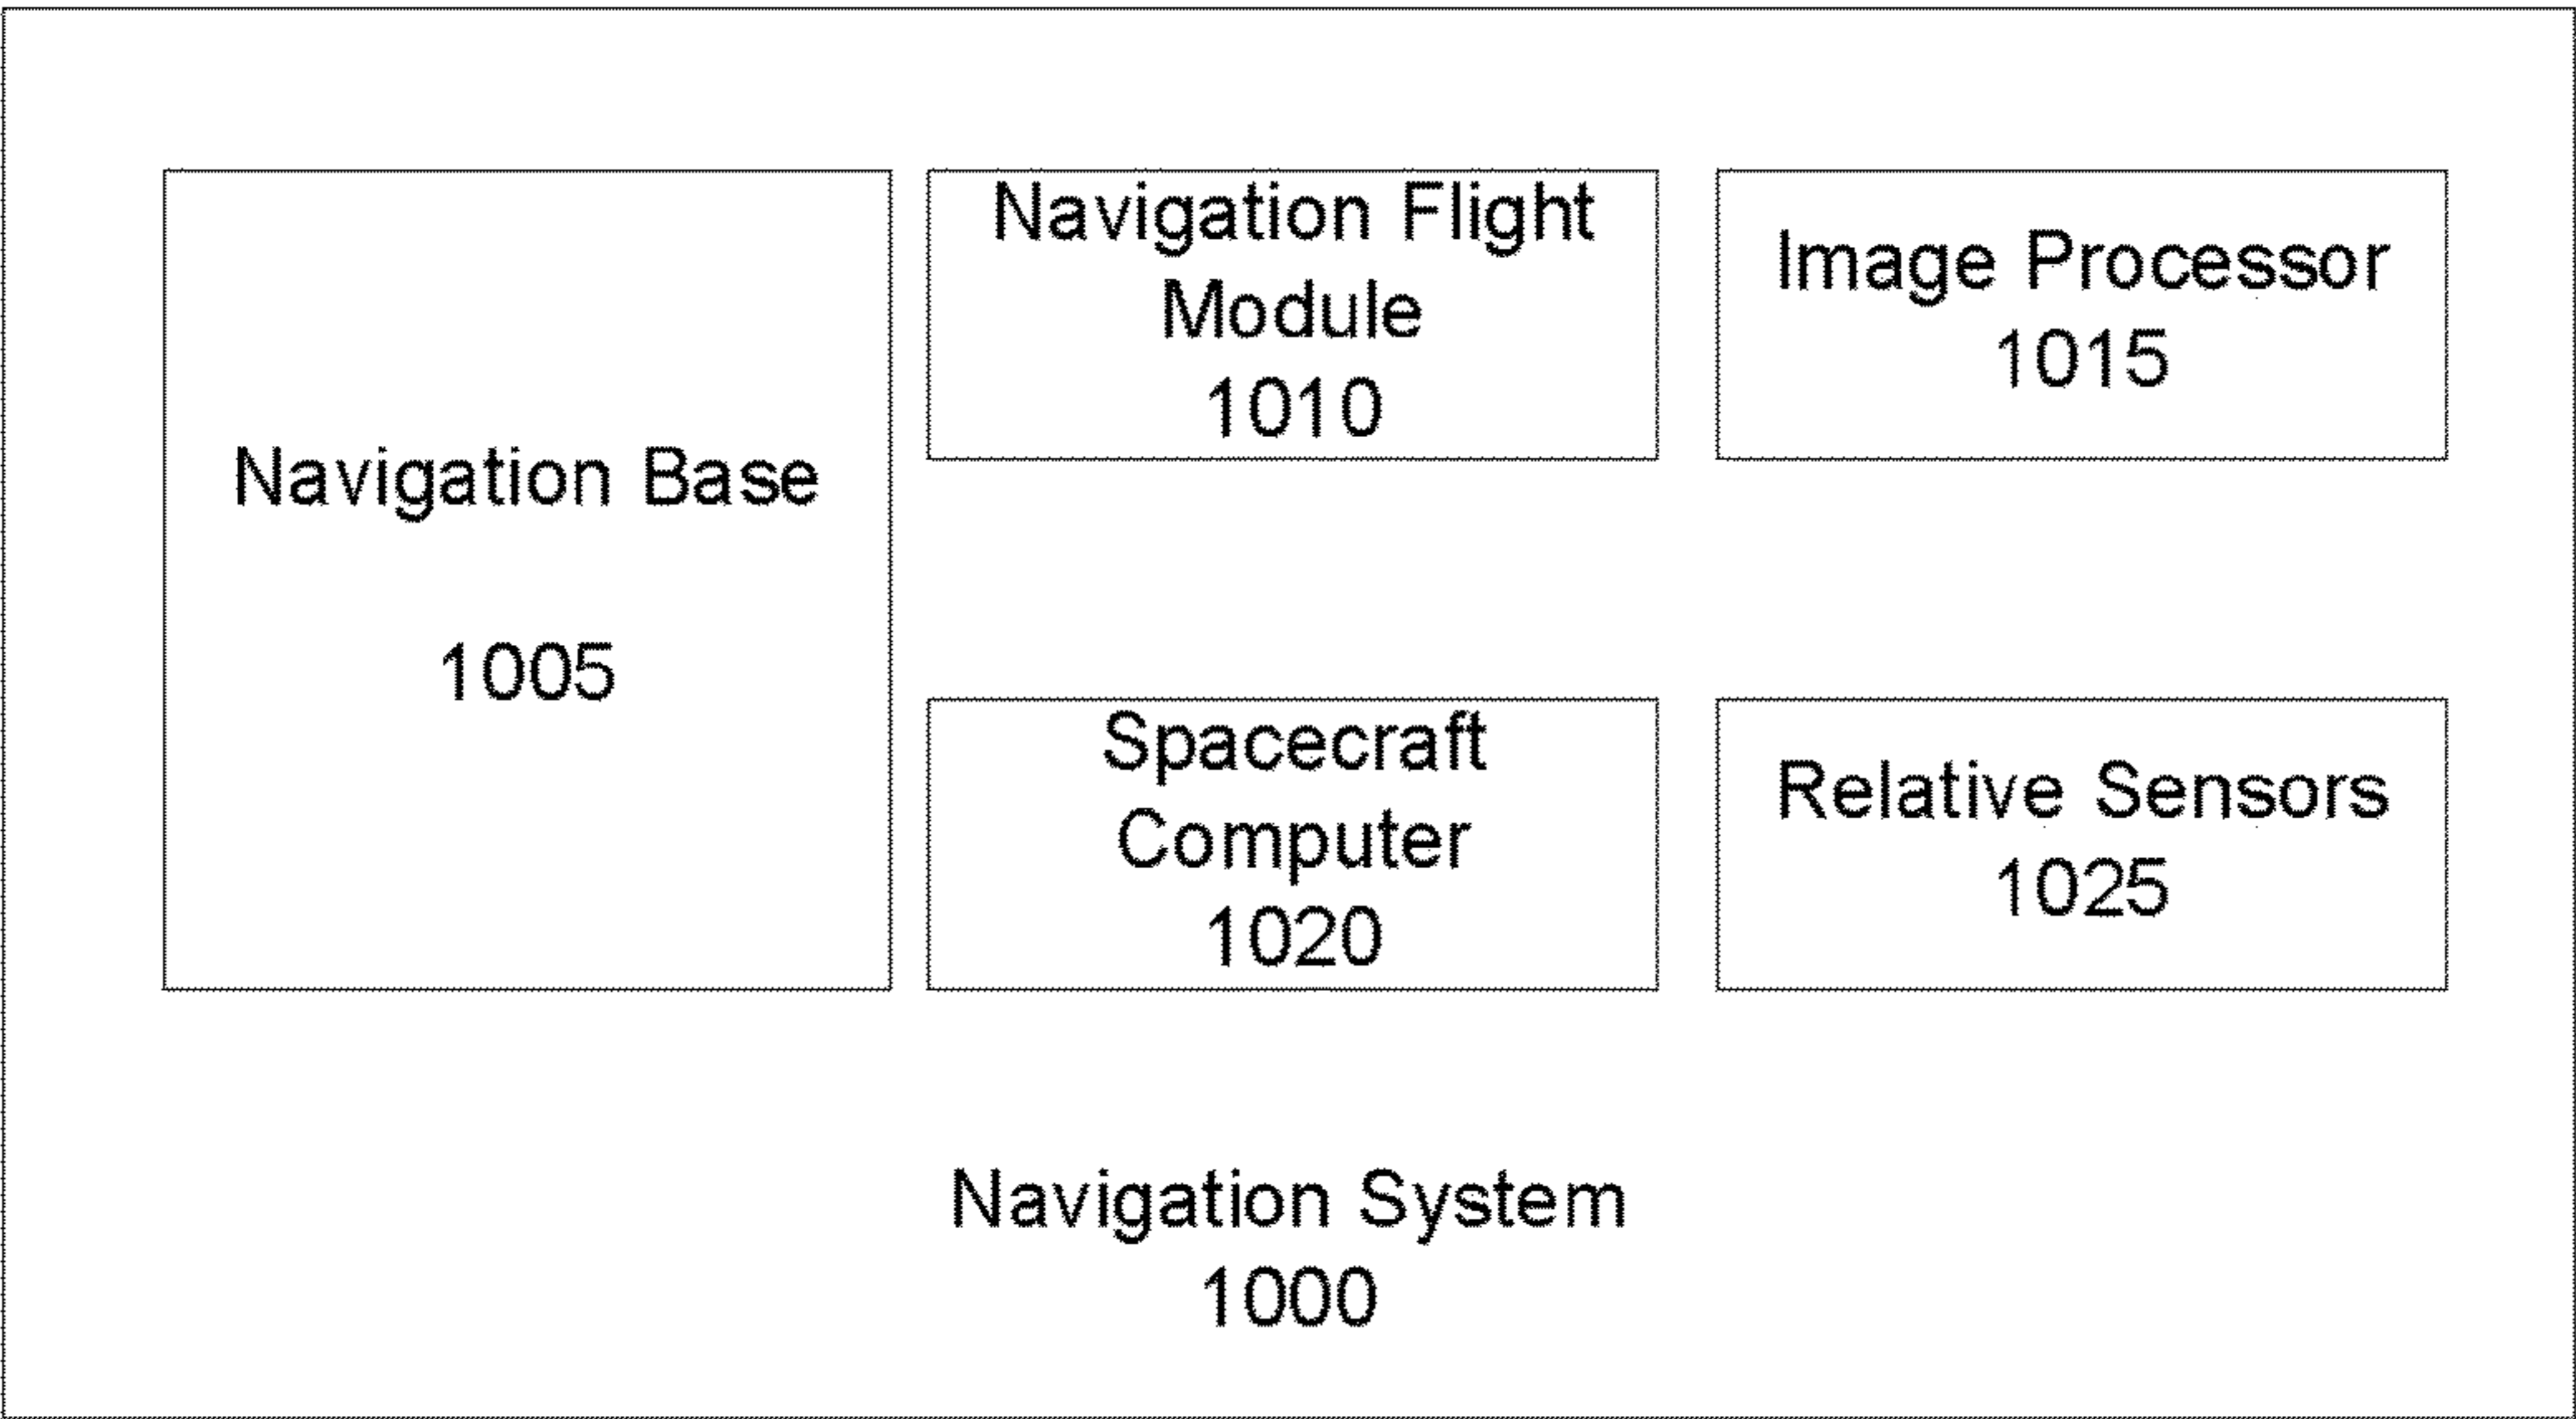 Navigation Base
1005
Navigation Flight
Module
1010
Image Processor
1015
Spacecraft
Computer
1020
Relative Sensors
1025
Navigation System
1000